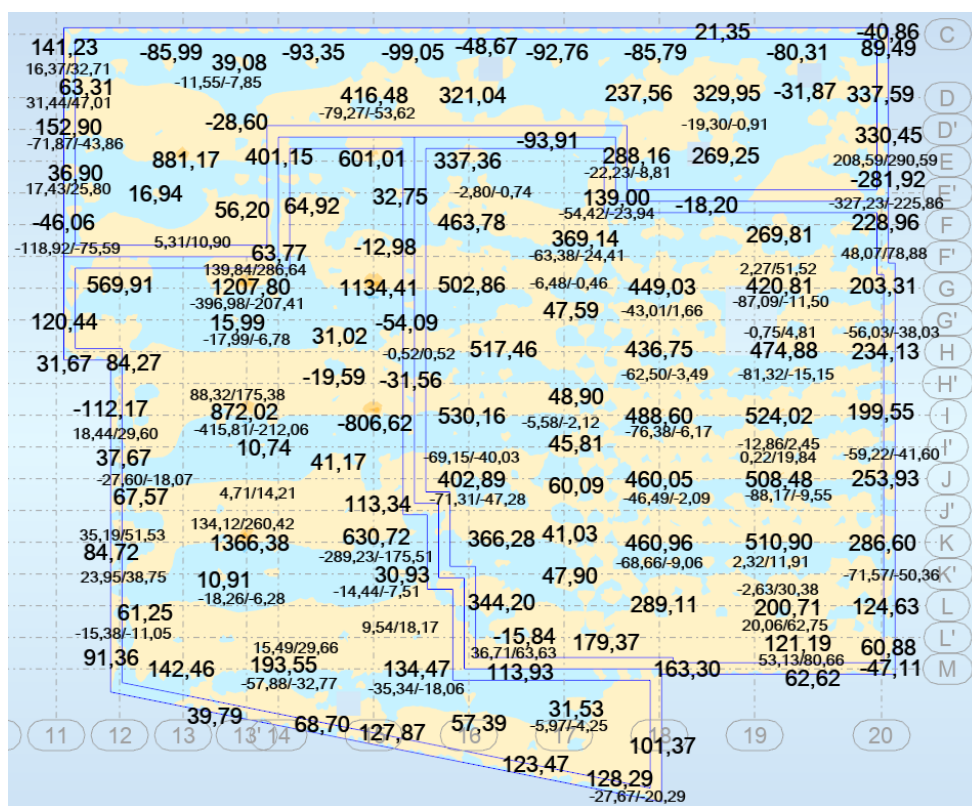 21,35 -40,86 C
141,23 -85,99 -93,35 -99,05 -48,67 -92,76 -85,79 -80,31 89,49
16,37/32,71 39,08
-11,55/-7,85
63,31 416,48 321,04 237,56 329,95 -31,87 337,59 D
31,44/47,01 -79,27/-53,62
152,90 -28,60 -19,30/-0,91 D'
-71,87/-43,86 -93,91 330,45
881,17 401,15 601,01 337,36 288,16 269,25 208,59/290,59 E
36,90 -22,23/-8,81 -281,92
17,43/25,80 16,94 32,75 -2,80/-0,74 139,00 -327,23/-225,86
56,20 64,92 -54,42/-23,94 -18,20
-46,06 463,78 228,96 F
-118,92/-75,59 5,31/10,90 -12,98 369,14 269,81
63,77 -63,38/-24,41 48,07/78,88 F'
139,84/286,64 2,27/51,52
569,91 1207,80 1134,41 502,86 -6,48/-0,46 449,03 420,81 203,31 G
-396,98/-207,41 -43,01/1,66 -87,09/-11,50
120,44 15,99 -54,09 47,59 G'
-17,99/-6,78 31,02 -0,75/4,81 -56,03/-38,03
31,67 84,27 -0,52/0,52 517,46 436,75 474,88 234,13 H
-19,59 -31,56 -62,50/-3,49 -81,32/-15,15 H'
88,32/175,38 48,90
-112,17 872,02 -806,62 530,16 -5,58/-2,12 488,60 524,02 199,55 I
18,44/29,60 -415,81/-212,06 -76,38/-6,17
37,67 10,74 45,81 -12,86/2,45 I'
41,17 -69,15/-40,03 0,22/19,84 -59,22/-41,60
-27,60/-18,07 402,89 60,09 460,05 508,48 253,93 J
67,57 4,71/14,21 113,34 -71,31/-47,28 -46,49/-2,09 -88,17/-9,55
J'
35,19/51,53 134,12/260,42 630,72 366,28 41,03
84,72 1366,38 -289,23/-175,51 460,96 510,90 286,60 K
-68,66/-9,06 2,32/11,91
23,95/38,75 10,91 30,93 47,90 -71,57/-50,36 K'
-18,26/-6,28 -14,44/-7,51 -2,63/30,38
61,25 344,20 289,11 200,71 124,63 L
-15,38/-11,05 9,54/18,17 -15,84 20,06/62,75
15,49/29,66 36,71/63,63 179,37 121,19 60,88 L'
91,36 142,46 193,55 134,47 113,93 163,30 53,13/80,66 -47,11 M
-57,88/-32,77 -35,34/-18,06 62,62
39,79 68,70 57,39 31,53
-5,97/-4,25
11 12 13 13' 14 127,87 16 17 18 19 20
101,37
123,47 128,29
-27,67/-20,29